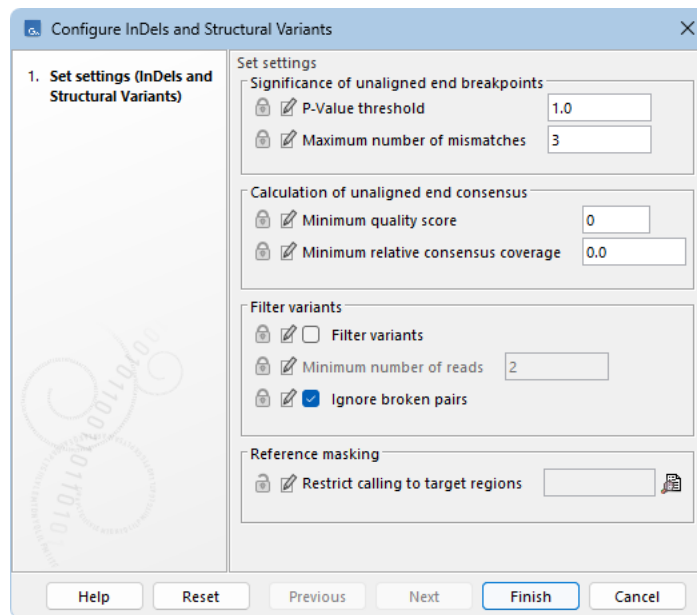 Configure InDels and Structural Variants
1. Set settings (InDels and
Structural Variants)
Set settings
Significance of unaligned end breakpoints
P-Value threshold 1.0
Maximum number of mismatches 3
Calculation of unaligned end consensus
Minimum quality score 0
Minimum relative consensus coverage 0.0
Filter variants
Filter variants
Minimum number of reads 2
Ignore broken pairs
Reference masking
Restrict calling to target regions
Help Reset Previous Next Finish Cancel